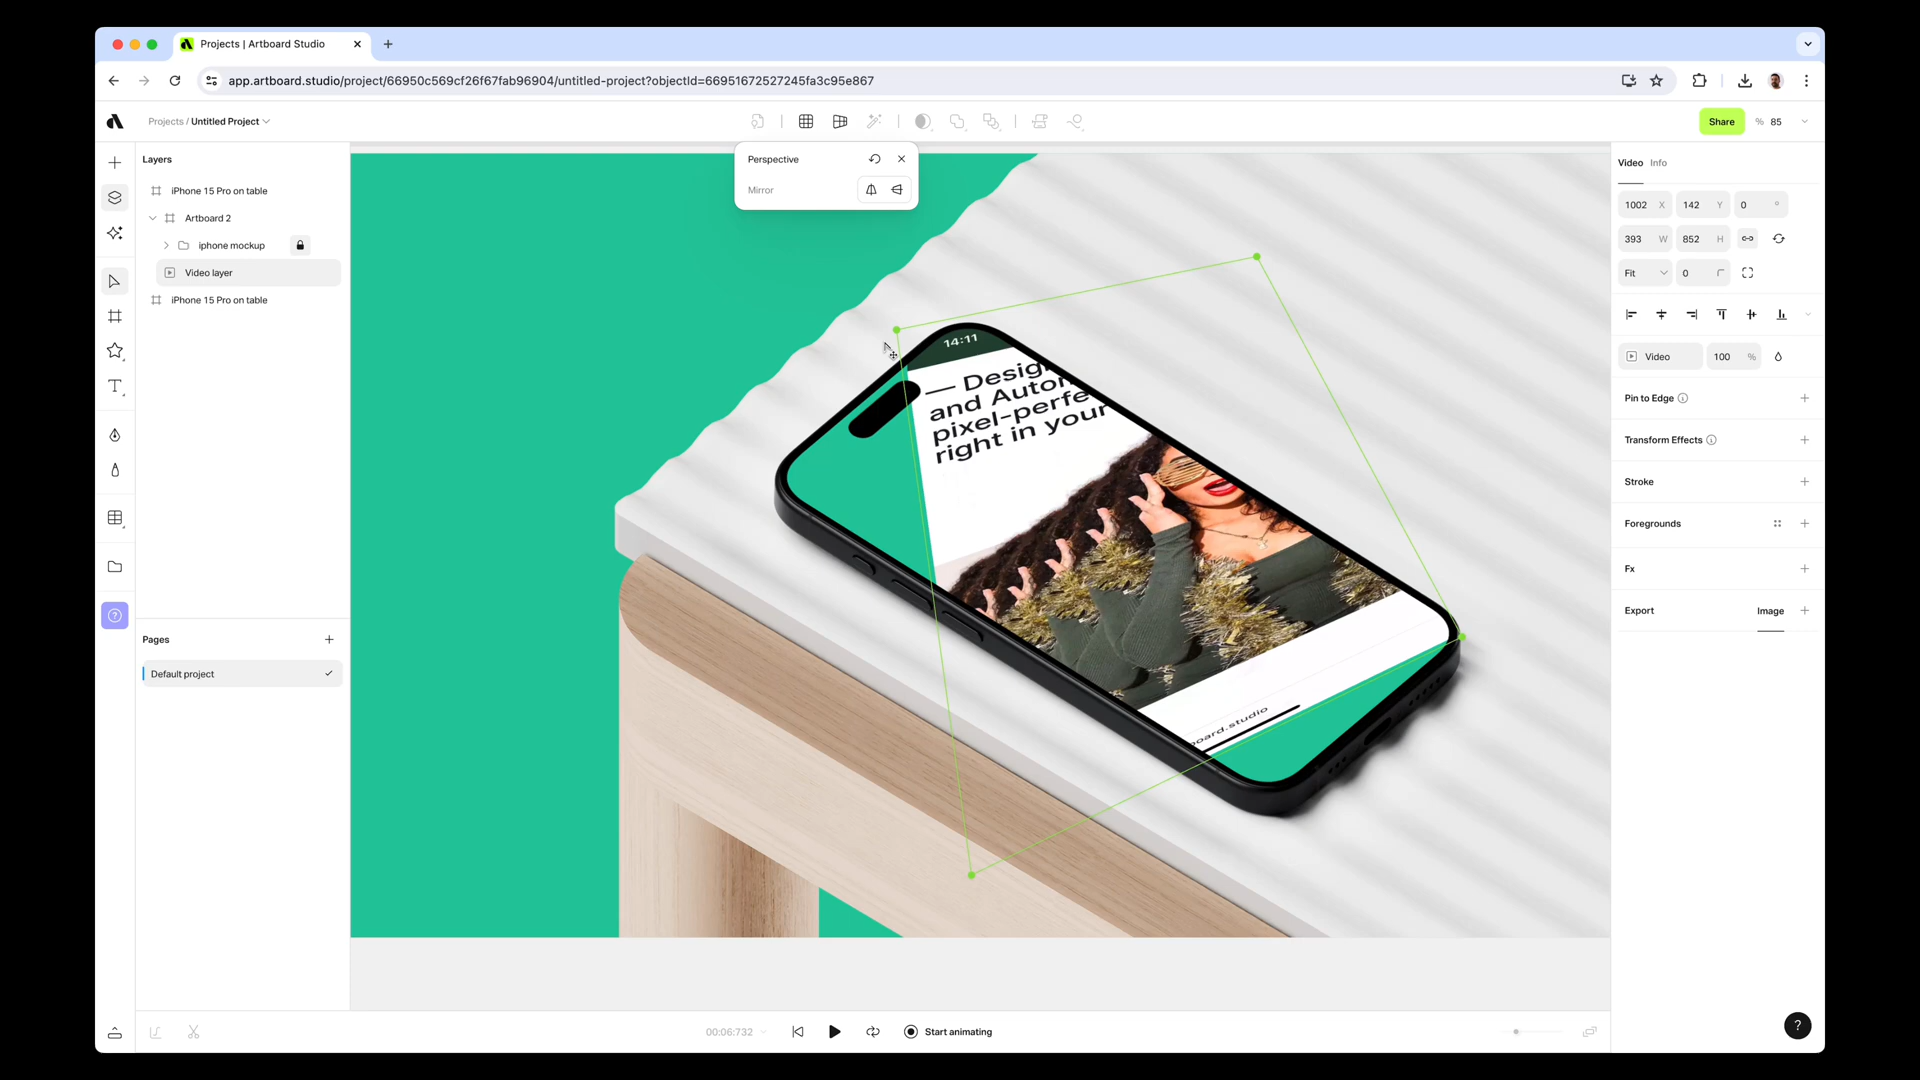 Projects | Artboard Studio
app.artboard.studio/project/66950c569cf26f67fab96904/untitled-project?objectId=66951672527245fa3c95e867
Projects / Untitled Project
Share
% 85
Layers
iPhone 15 Pro on table
Artboard 2
iphone mockup
Video layer
iPhone 15 Pro on table
Pages
Default project
Perspective
Mirror
14:11
— Desig
and Auto
pixel-perfe
right in your
board.studio
Video Info
1002 X 142 Y 0 °
393 W 852 H
Fit 0
Video 100 %
Pin to Edge
Transform Effects
Stroke
Foregrounds
Fx
Export Image
00:06:732
Start animating
?